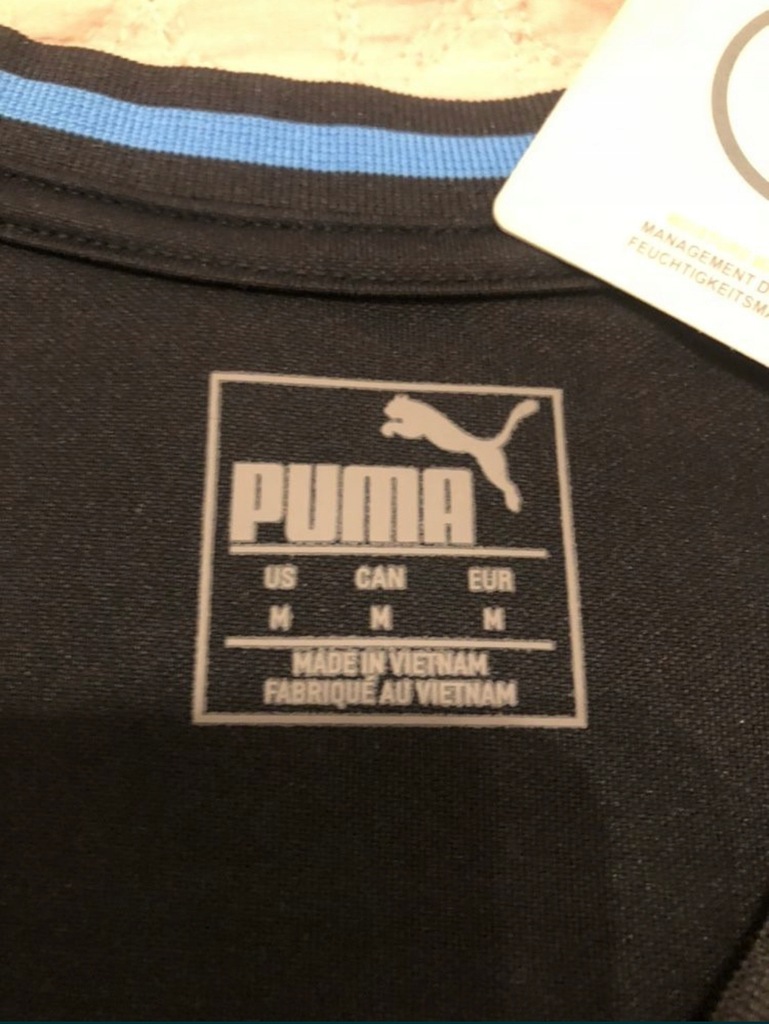 MANAGEMENT D
FEUCHTIGKEITSMA
PUMA
US CAN EUR
M M M
MADE IN VIETNAM
FABRIQUÉ AU VIETNAM